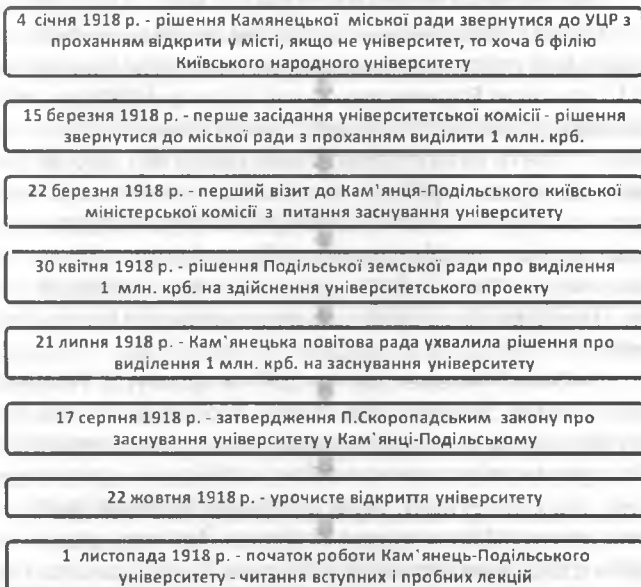 4 січня 1918 р. - рішення Камянецької міської ради звернутися до УЦР з
проханням відкрити у місті, якщо не університет, то хоча б філію
Київського народного університету
15 березня 1918 р. - перше засідання університетської комісії - рішення
звернутися до міської ради з проханням виділити 1 млн. крб.
22 березня 1918 р. - перший візит до Кам`янця-Подільського київської
міністерської комісії з питання заснування університету
30 квітня 1918 р. - рішення Подільської земської ради про виділення
1 млн. крб. на здійснення університетського проекту
21 липня 1918 р. - Кам`янецька повітова рада ухвалила рішення про
виділення 1 млн. крб. на заснування університету
17 серпня 1918 р. - затвердження П.Скоропадським закону про
заснування університету у Кам`янці-Подільському
22 жовтня 1918 р. - урочисте відкриття університету
1 листопада 1918 р. - початок роботи Кам`янець-Подільського
університету - читання вступних і пробних лекцій